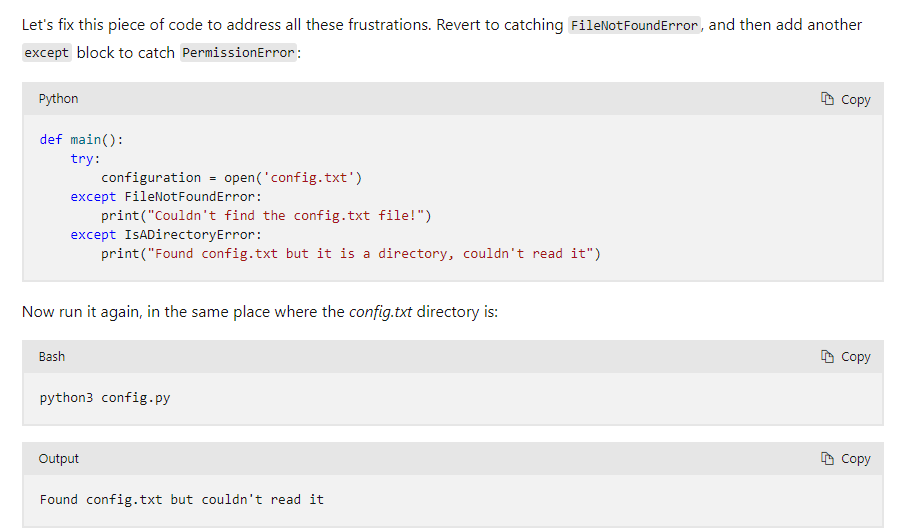 Let's fix this piece of code to address all these frustrations. Revert to catching FileNotFoundError, and then add another
except block to catch PermissionError:
Python
Copy
def main():
    try:
        configuration = open('config.txt')
    except FileNotFoundError:
        print("Couldn't find the config.txt file!")
    except IsADirectoryError:
        print("Found config.txt but it is a directory, couldn't read it")
Now run it again, in the same place where the config.txt directory is:
Bash
Copy
python3 config.py
Output
Copy
Found config.txt but couldn't read it